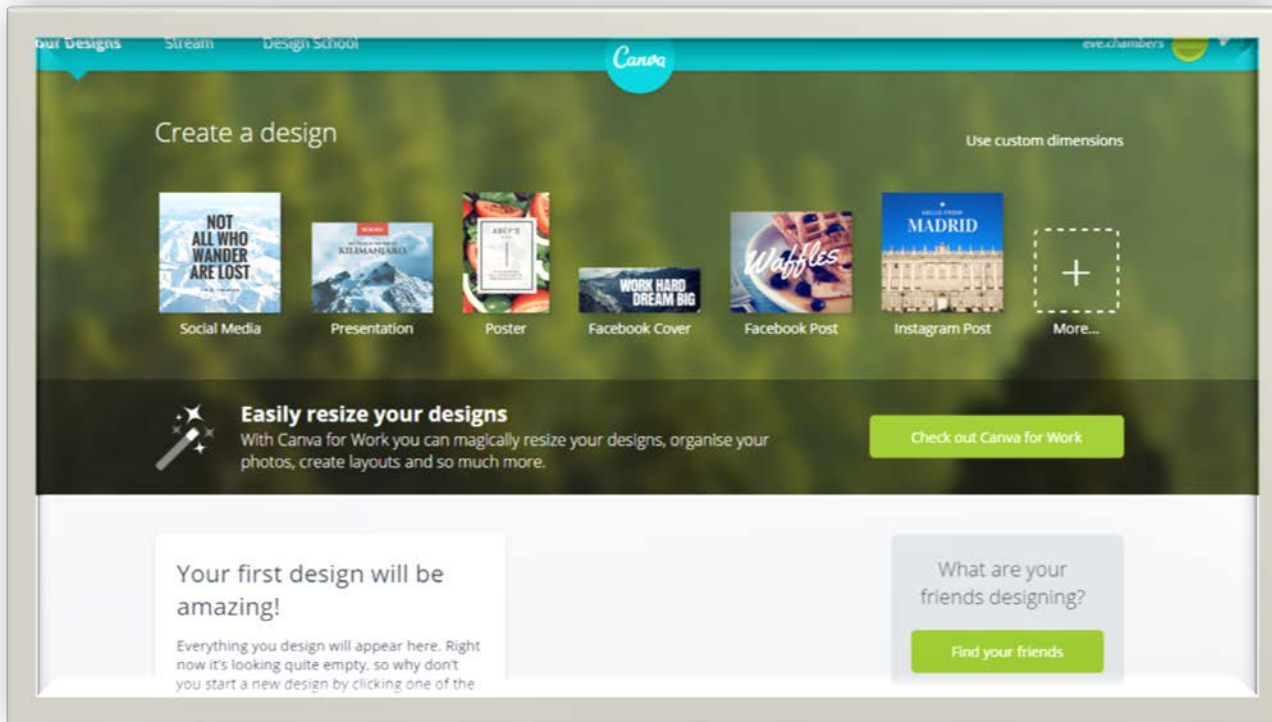 our Designs Stream Design School Canva eve.chambers
Create a design
Use custom dimensions
NOT
ALL WHO
WANDER
ARE LOST
KILIMANJARO
ABBY'S
WORK HARD
DREAM BIG
Waffles
HELLO FROM
MADRID
Social Media Presentation Poster Facebook Cover Facebook Post Instagram Post More...
Easily resize your designs
With Canva for Work you can magically resize your designs, organise your
photos, create layouts and so much more.
Check out Canva for Work
Your first design will be
amazing!
Everything you design will appear here. Right
now it's looking quite empty, so why don't
you start a new design by clicking one of the
What are your
friends designing?
Find your friends